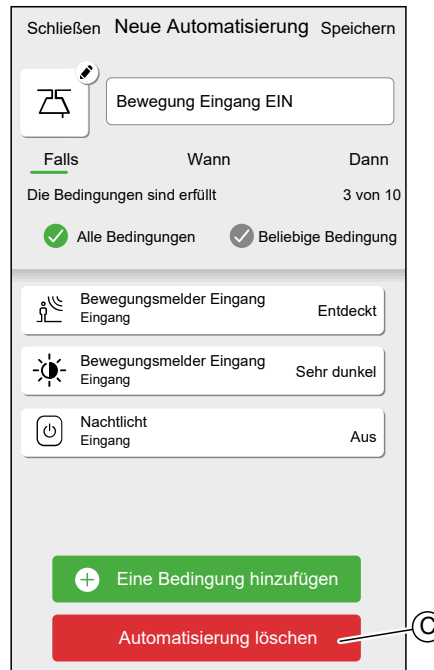 Schließen Neue Automatisierung Speichern
Bewegung Eingang EIN
Falls Wann Dann
Die Bedingungen sind erfüllt 3 von 10
Alle Bedingungen Beliebige Bedingung
Bewegungsmelder Eingang
Eingang Entdeckt
Bewegungsmelder Eingang
Eingang Sehr dunkel
Nachtlicht
Eingang Aus
Eine Bedingung hinzufügen
Automatisierung löschen C